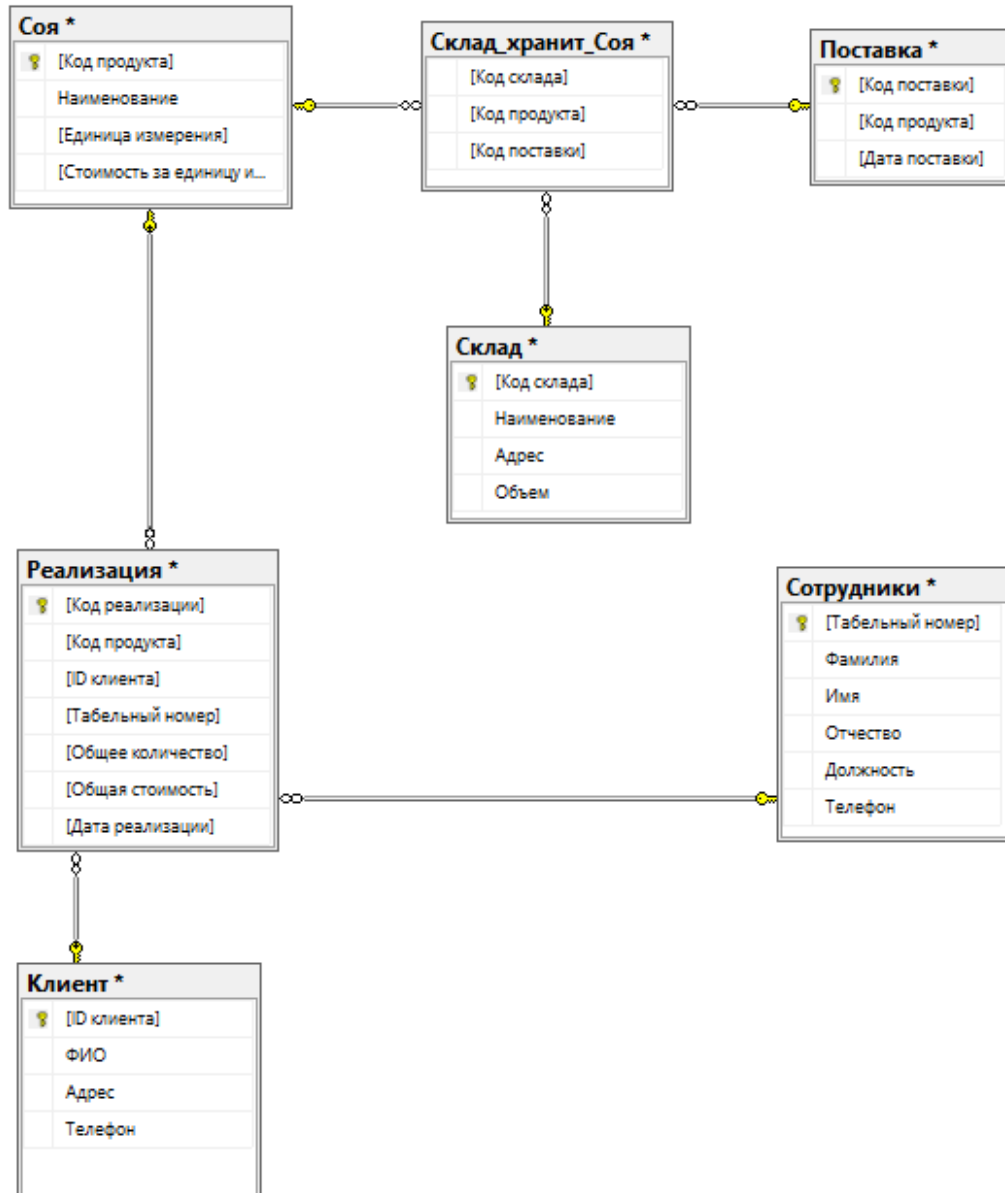 Соя *
[Код продукта]
Наименование
[Единица измерения]
[Стоимость за единицу и...
Склад_хранит_Соя *
[Код склада]
[Код продукта]
[Код поставки]
Поставка *
[Код поставки]
[Код продукта]
[Дата поставки]
Склад *
[Код склада]
Наименование
Адрес
Объем
Реализация *
[Код реализации]
[Код продукта]
[ID клиента]
[Табельный номер]
[Общее количество]
[Общая стоимость]
[Дата реализации]
Сотрудники *
[Табельный номер]
Фамилия
Имя
Отчество
Должность
Телефон
Клиент *
[ID клиента]
ФИО
Адрес
Телефон